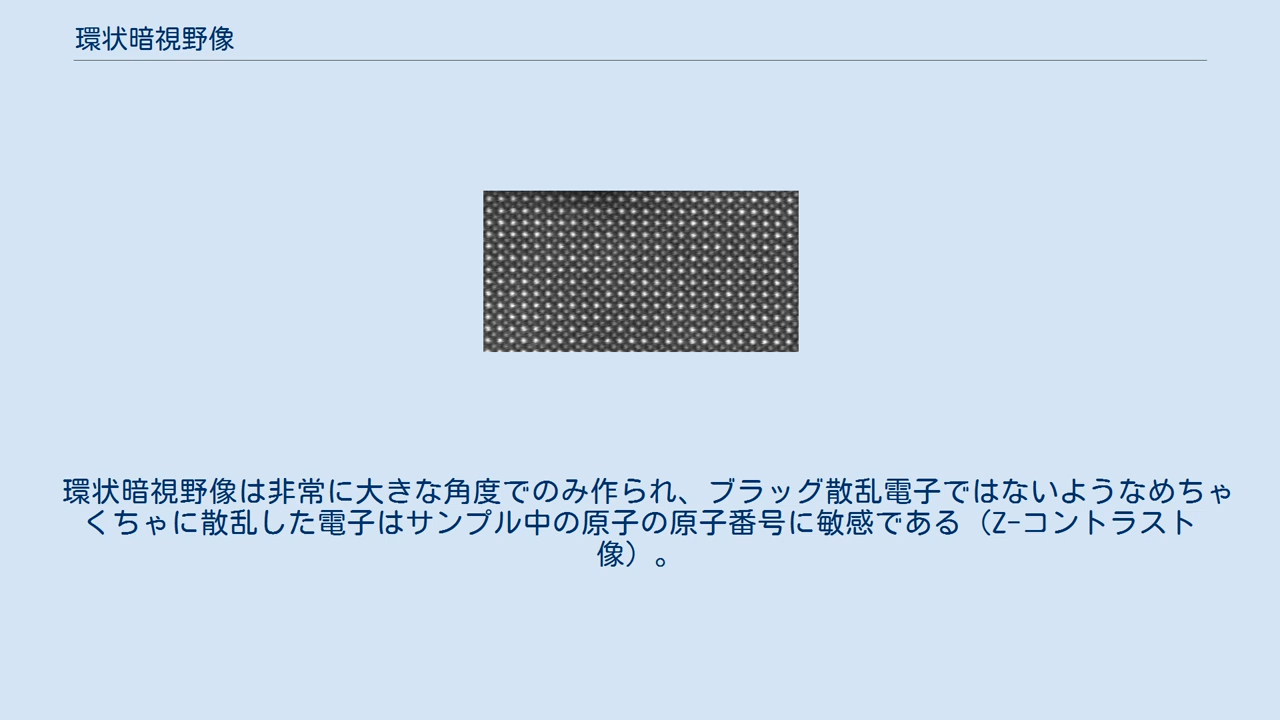 環状暗視野像
環状暗視野像は非常に大きな角度でのみ作られ、ブラッグ散乱電子ではないようなめちゃ
くちゃに散乱した電子はサンプル中の原子の原子番号に敏感である（Z-コントラスト
像）。